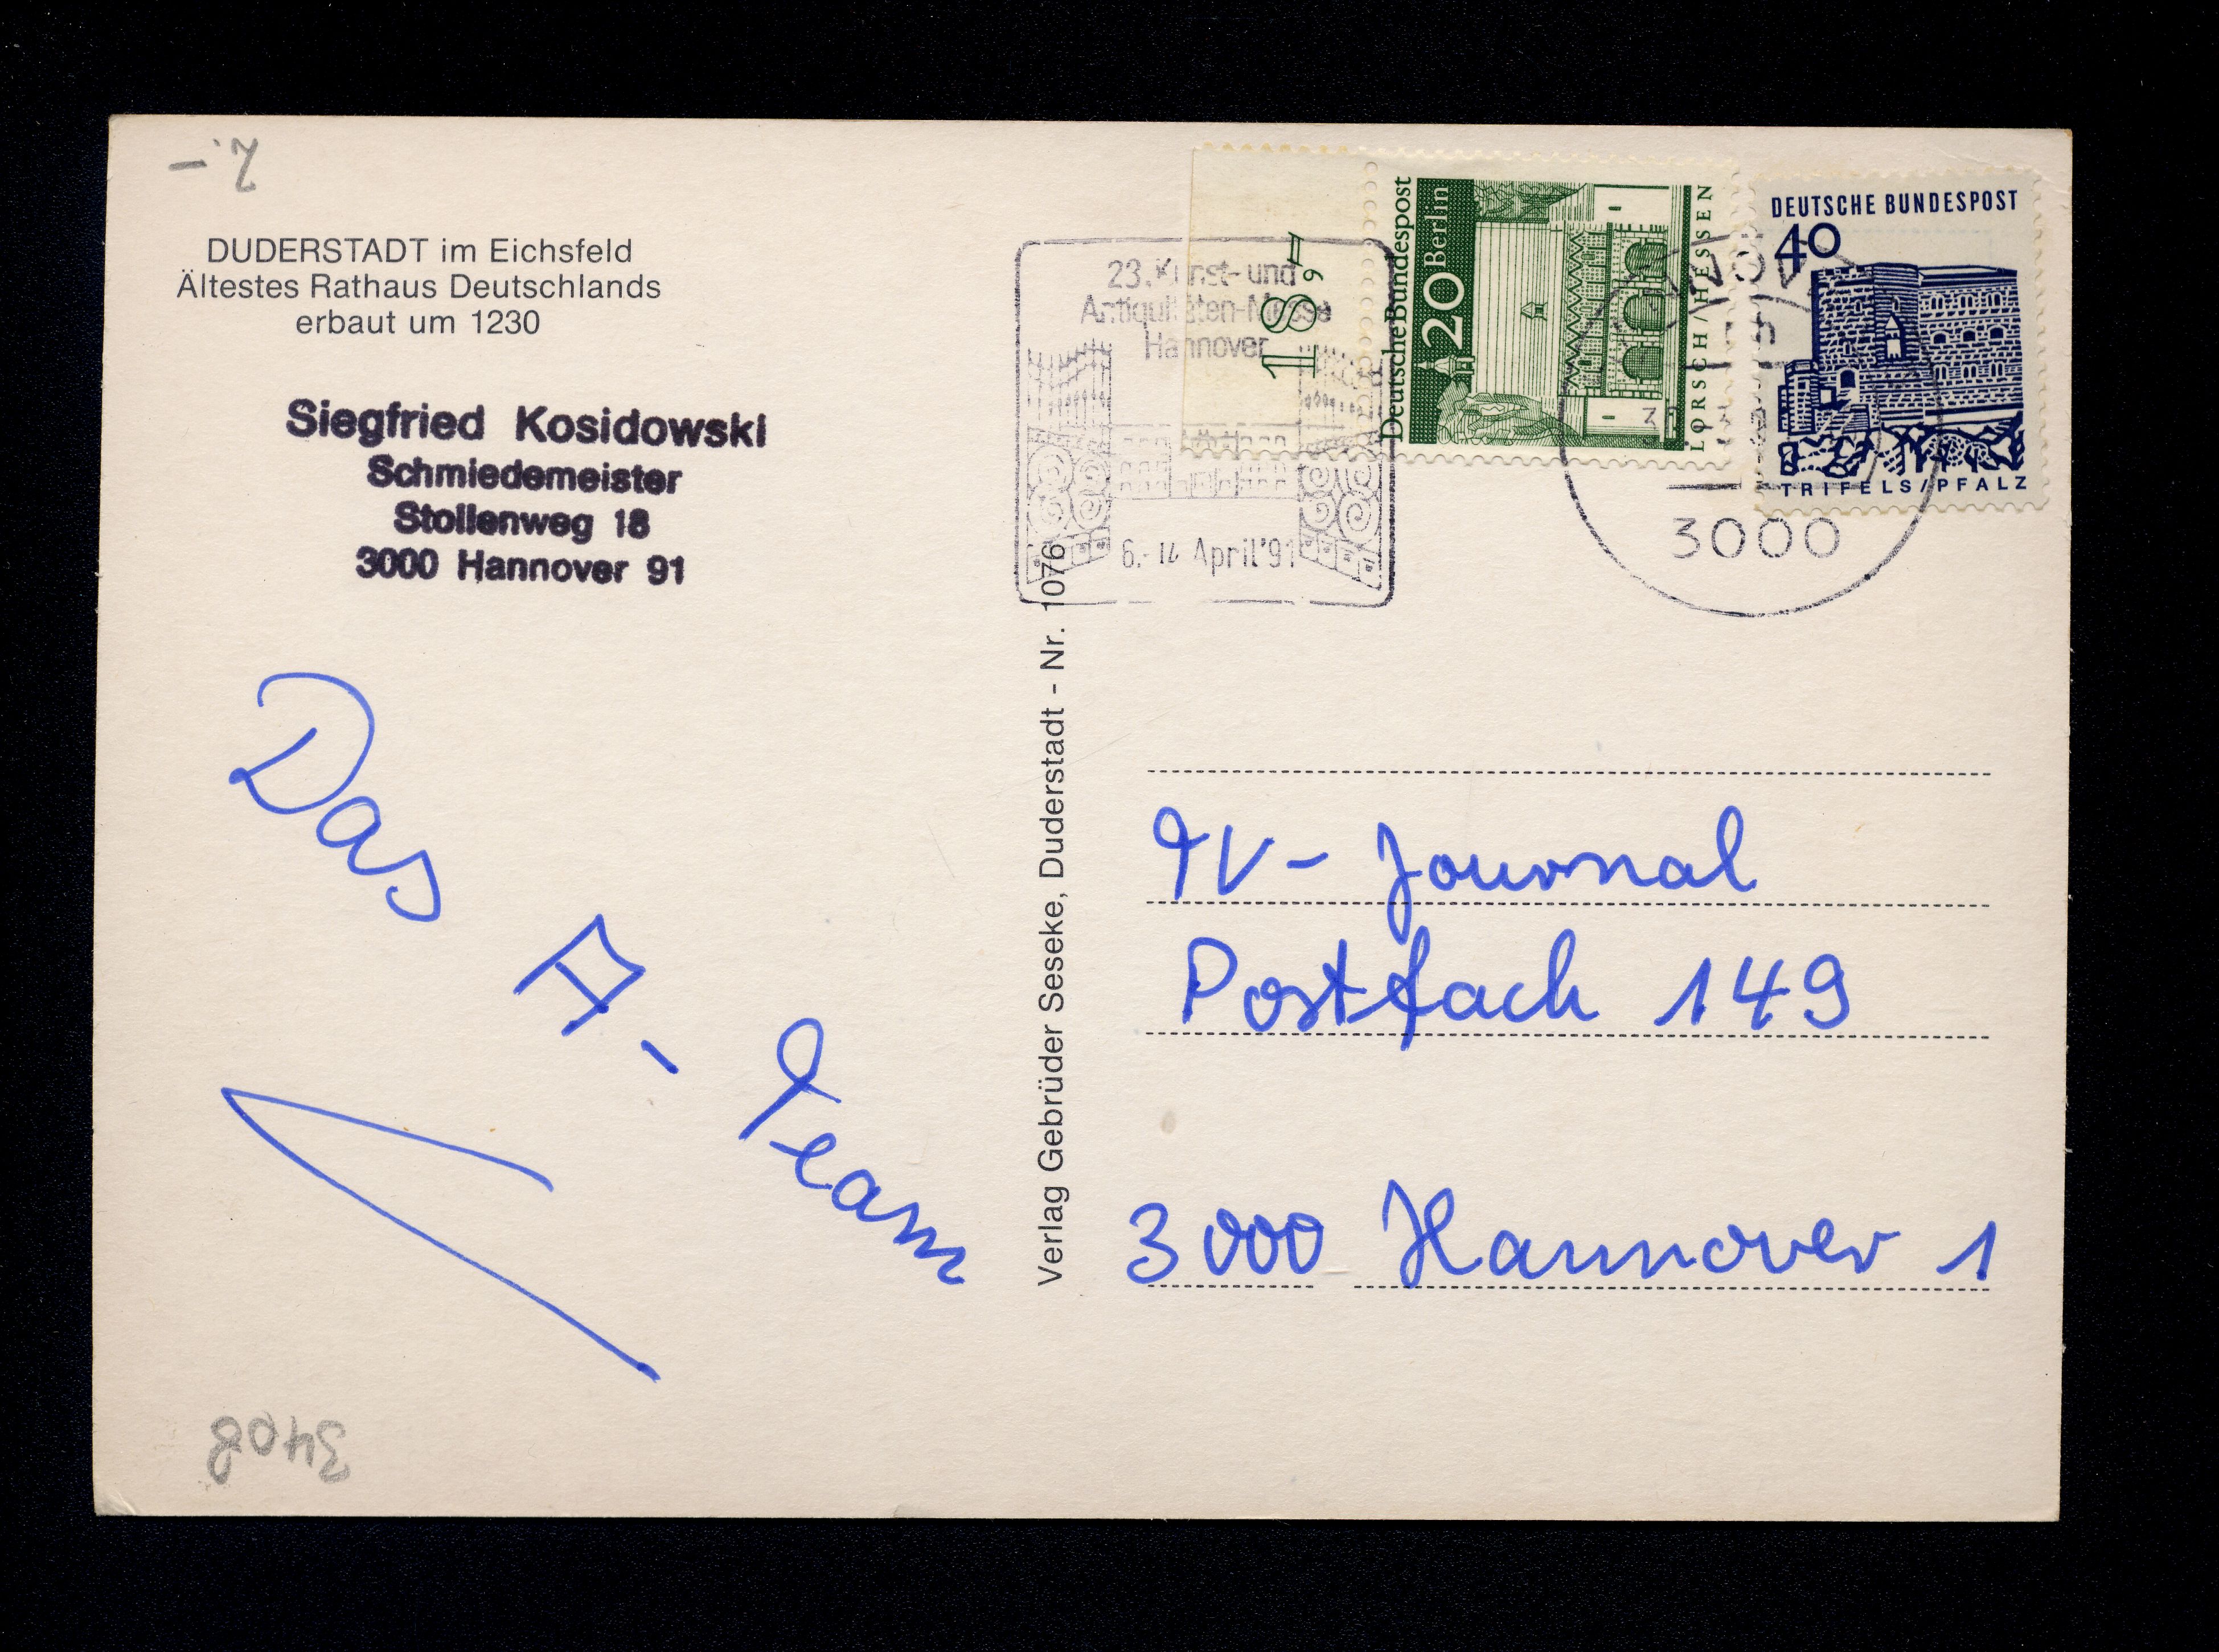 2.-
DUDERSTADT im Eichsfeld
Ältestes Rathaus Deutschlands
erbaut um 1230
Siegfried Kosidowski
Schmiedemeister
Stollenweg 18
3000 Hannover 91
Das A-Team
3408
Verlag Gebrüder Seseke, Duderstadt - Nr. 1076
23. Kunst- und
Antiquitäten-Messe
Hannover
6.-14 April '91
18,-
Deutsche Bundespost
20 Berlin
LORSCH/HESSEN
DEUTSCHE BUNDESPOST
40
TRIFELS/PFALZ
3000
TV-Journal
Postfach 149
3000 Hannover 1